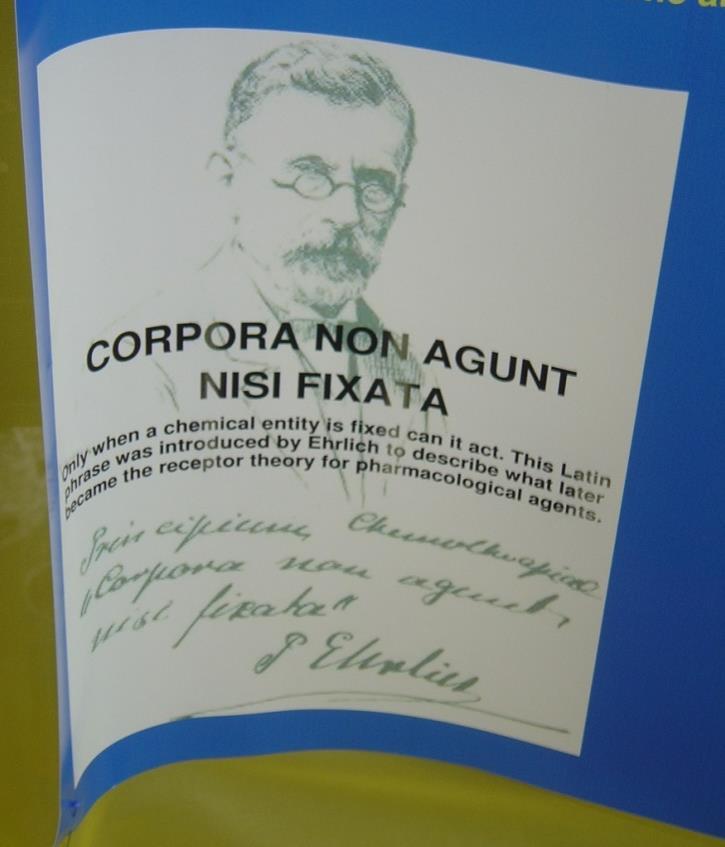 CORPORA NON AGUNT
NISI FIXATA
Only when a chemical entity is fixed can it act. This Latin
phrase was introduced by Ehrlich to describe what later
became the receptor theory for pharmacological agents.
Principium Chemotherapiae
"Corpora non agunt
nisi fixata"
P Ehrlich